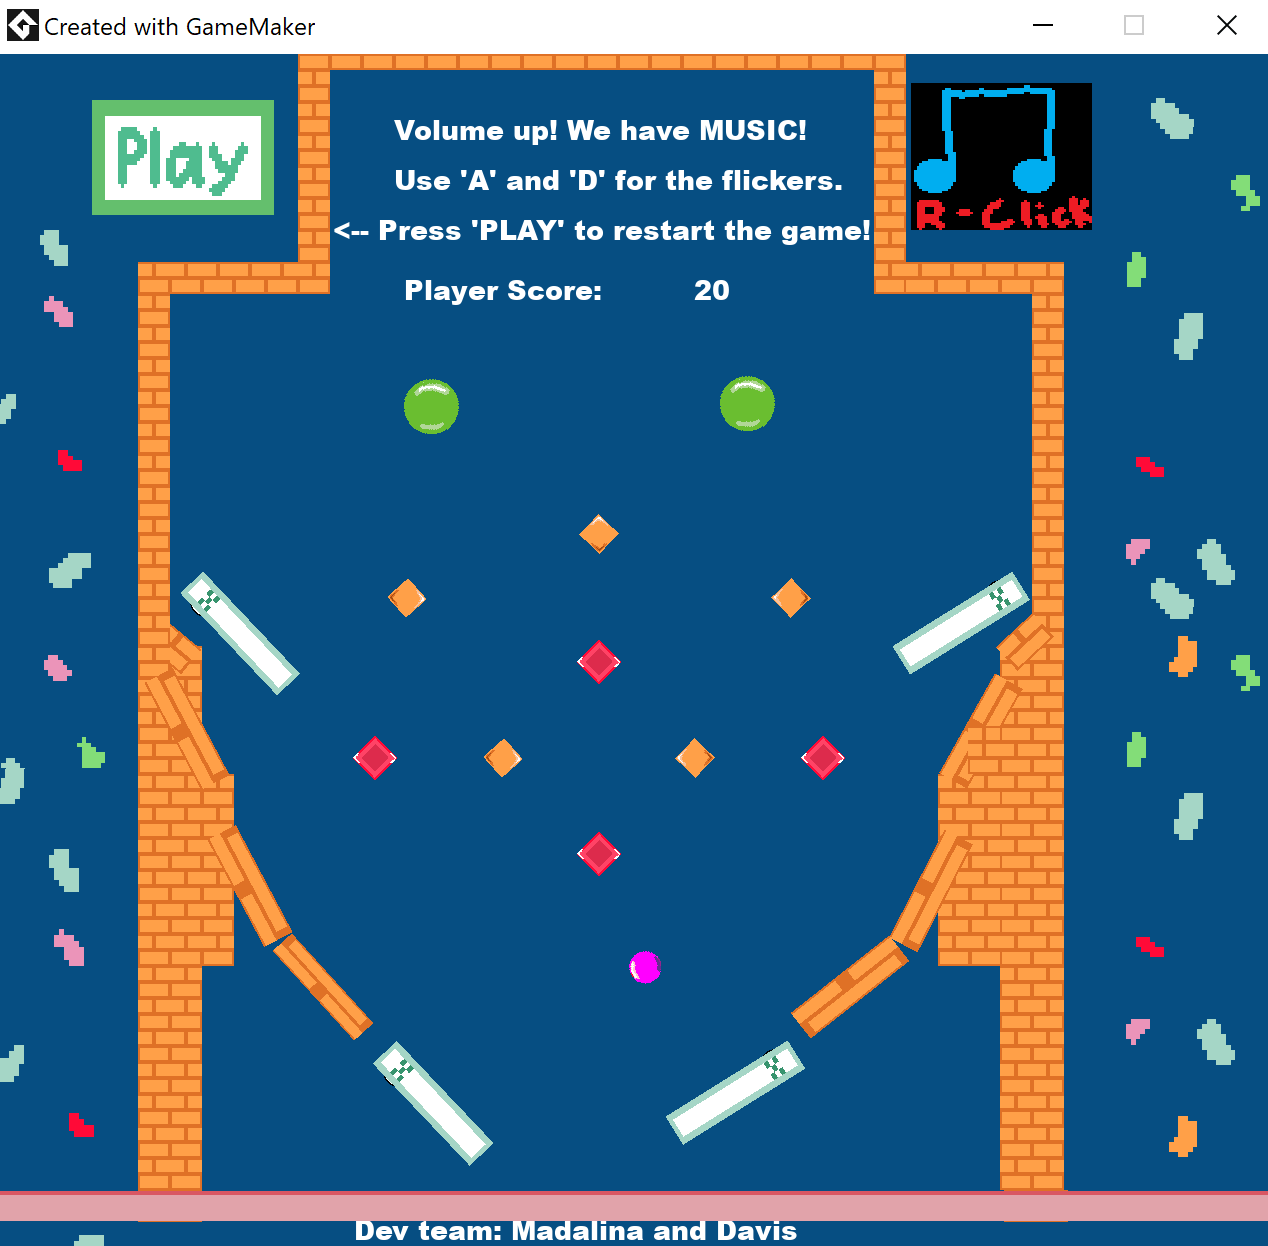 Created with GameMaker
Play
Volume up! We have MUSIC!
Use 'A' and 'D' for the flickers.
<-- Press 'PLAY' to restart the game!
R-Click
Player Score: 20
Dev team: Madalina and Davis